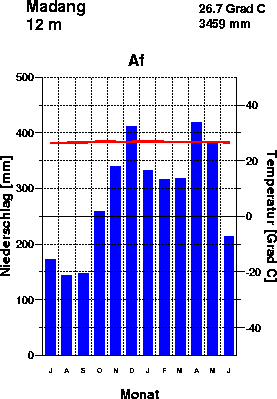 Madang
26.7 Grad C
12 m
3459 mm
Af
500
400
300
200
100
0
Niederschlag [mm]
40
20
0
-20
-40
Temperatur [Grad C]
J A S O N D J F M A M J
Monat